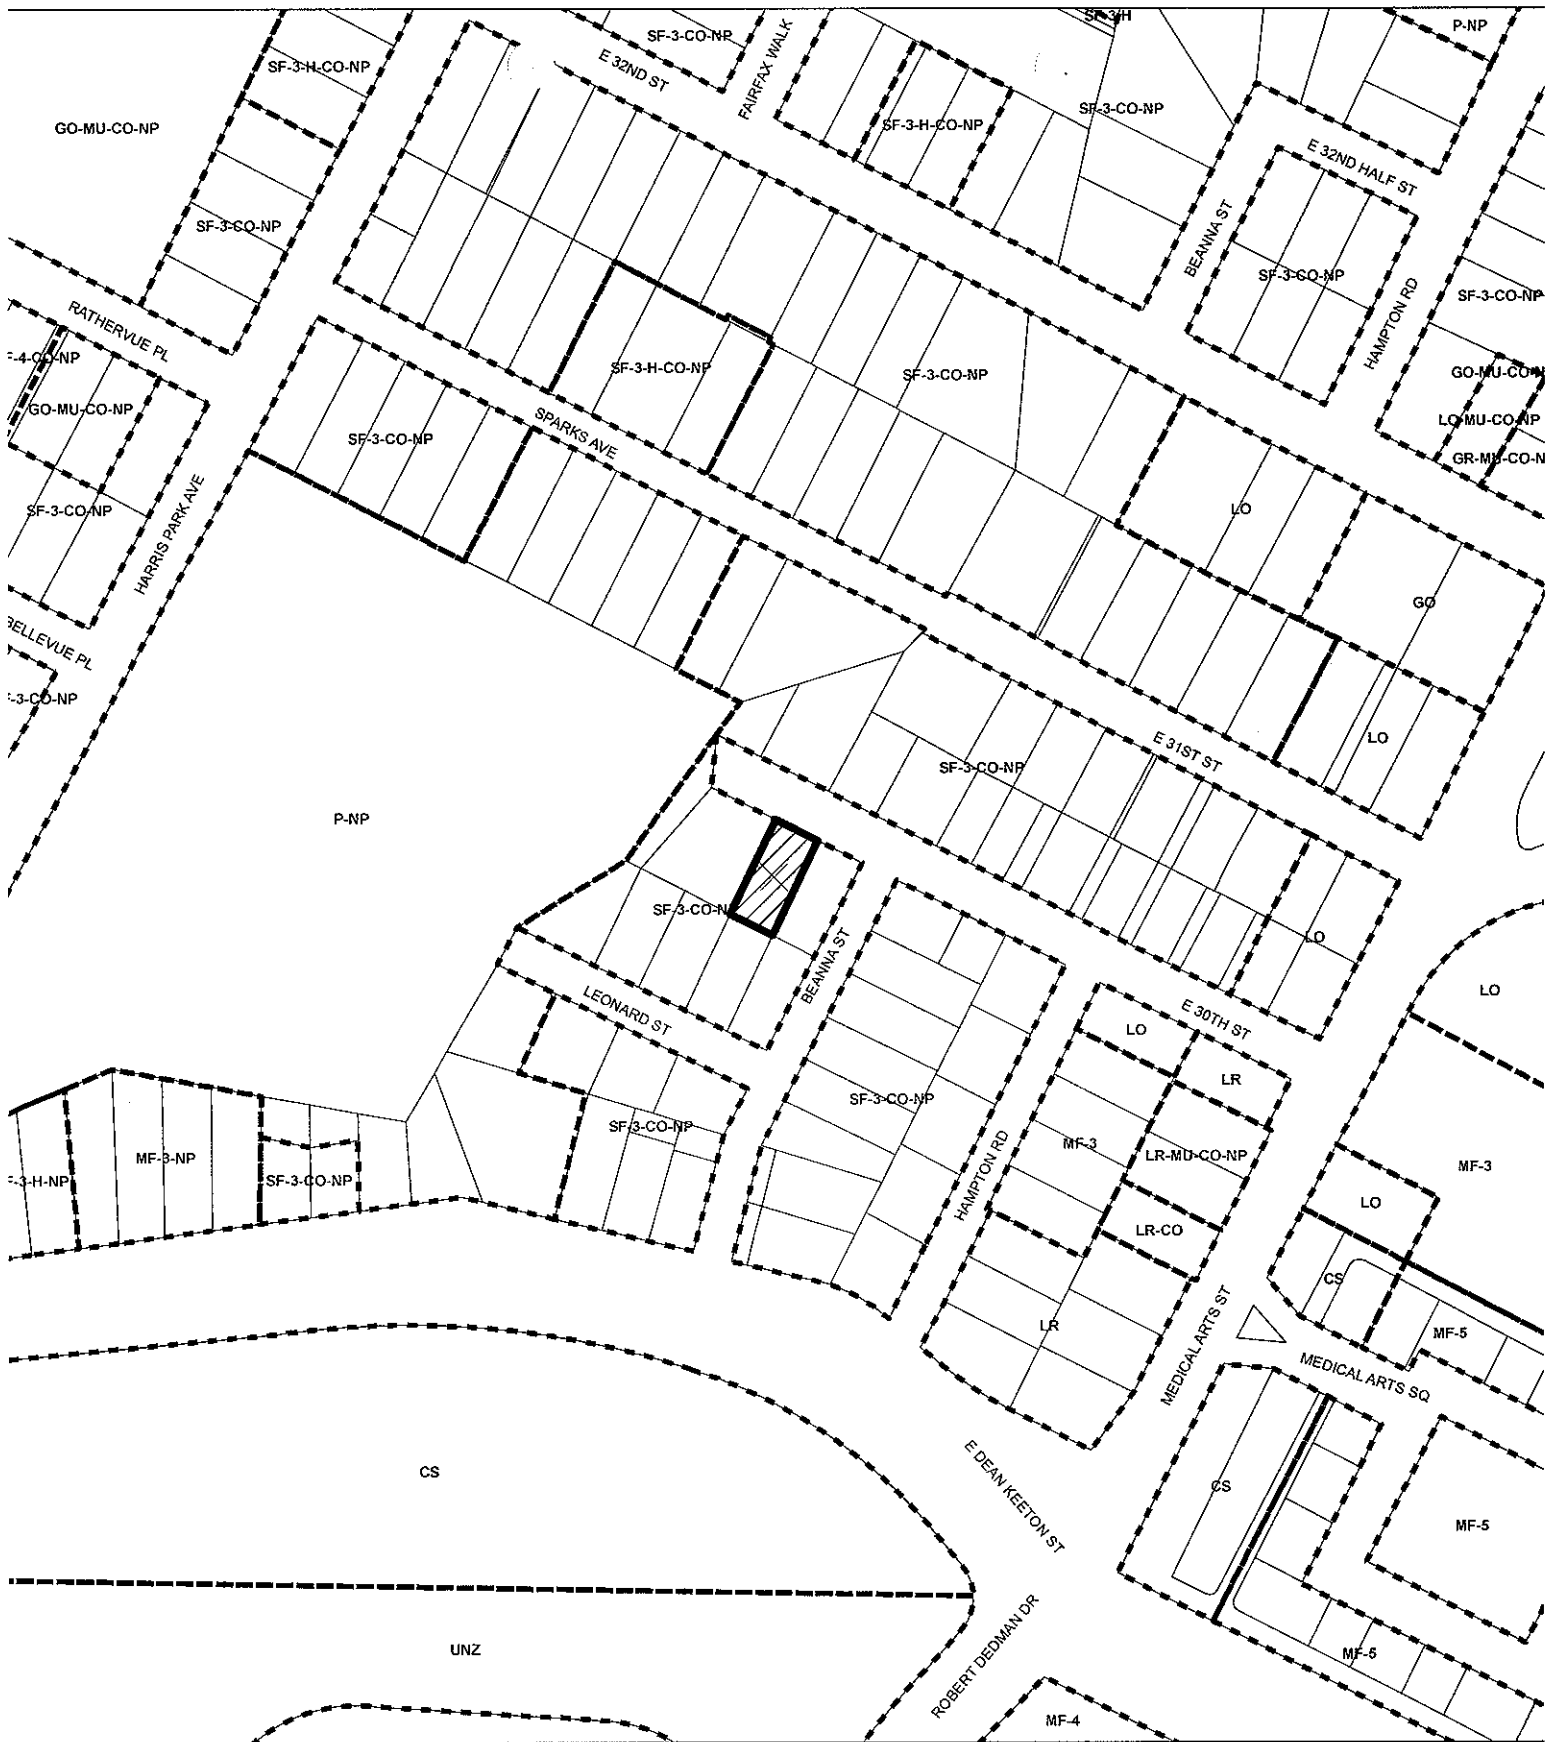 SF-3-H
P-NP
SF-3-CO-NP
E 32ND ST
FAIRFAX WALK
SF-3-H-CO-NP
GO-MU-CO-NP
SF-3-H-CO-NP
SF-3-CO-NP
E 32ND HALF ST
BEANNA ST
SF-3-CO-NP
SF-3-CO-NP
HAMPTON RD
SF-3-CO-NP
RATHERVUE PL
F-4-CO-NP
GO-MU-CO-NP
SF-3-H-CO-NP
SF-3-CO-NP
GO-MU-CO-N
LO-MU-CO-NP
GR-MU-CO-N
SF-3-CO-NP
SPARKS AVE
SF-3-CO-NP
HARRIS PARK AVE
LO
GO
BELLEVUE PL
F-3-CO-NP
E 31ST ST
LO
SF-3-CO-NP
P-NP
SF-3-CO-N
BEANNA ST
LO
LO
LEONARD ST
E 30TH ST
LO
LR
SF-3-CO-NP
SF-3-CO-NP
HAMPTON RD
MF-3
LR-MU-CO-NP
MF-3
MF-3-NP
F-3-H-NP
SF-3-CO-NP
LO
LR-CO
CS
LR
MF-5
MEDICAL ARTS ST
MEDICAL ARTS SQ
CS
E DEAN KEETON ST
CS
MF-5
UNZ
ROBERT DEDMAN DR
MF-5
MF-4